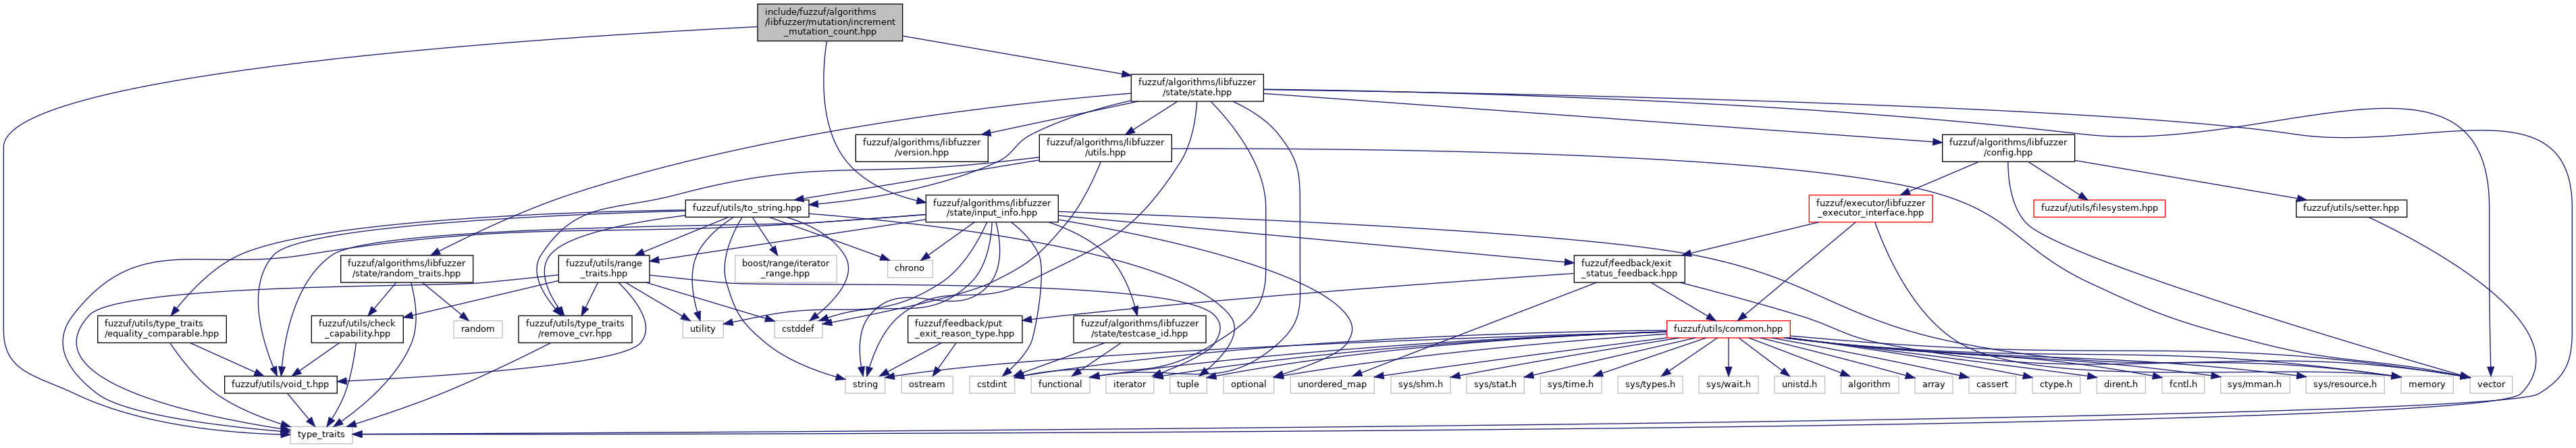 include/fuzzuf/algorithms
/libfuzzer/mutation/increment
_mutation_count.hpp
fuzzuf/algorithms/libfuzzer
/state/state.hpp
fuzzuf/algorithms/libfuzzer
/version.hpp
fuzzuf/algorithms/libfuzzer
/utils.hpp
fuzzuf/algorithms/libfuzzer
/config.hpp
fuzzuf/utils/to_string.hpp
fuzzuf/algorithms/libfuzzer
/state/input_info.hpp
fuzzuf/executor/libfuzzer
_executor_interface.hpp
fuzzuf/utils/filesystem.hpp
fuzzuf/utils/setter.hpp
fuzzuf/algorithms/libfuzzer
/state/random_traits.hpp
fuzzuf/utils/range
_traits.hpp
boost/range/iterator
_range.hpp
chrono
fuzzuf/feedback/exit
_status_feedback.hpp
fuzzuf/utils/type_traits
/equality_comparable.hpp
fuzzuf/utils/check
_capability.hpp
random
fuzzuf/utils/type_traits
/remove_cvr.hpp
utility
cstddef
fuzzuf/feedback/put
_exit_reason_type.hpp
fuzzuf/algorithms/libfuzzer
/state/testcase_id.hpp
fuzzuf/utils/common.hpp
fuzzuf/utils/void_t.hpp
string
ostream
cstdint
functional
iterator
tuple
optional
unordered_map
sys/shm.h
sys/stat.h
sys/time.h
sys/types.h
sys/wait.h
unistd.h
algorithm
array
cassert
ctype.h
dirent.h
fcntl.h
sys/mman.h
sys/resource.h
memory
vector
type_traits